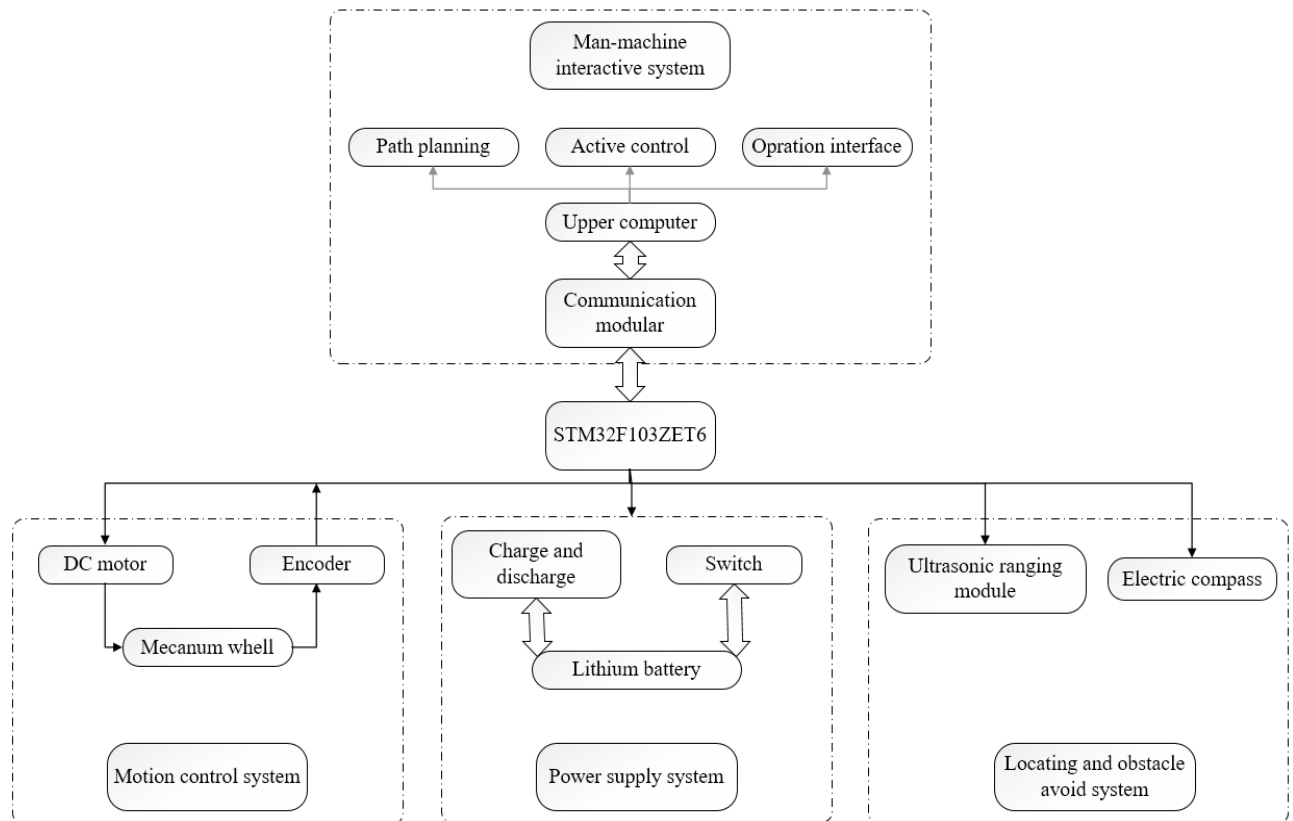 Man-machine
interactive system
Path planning
Active control
Opration interface
Upper computer
Communication
modular
STM32F103ZET6
DC motor
Encoder
Mecanum whell
Motion control system
Charge and
discharge
Switch
Lithium battery
Power supply system
Ultrasonic ranging
module
Electric compass
Locating and obstacle
avoid system